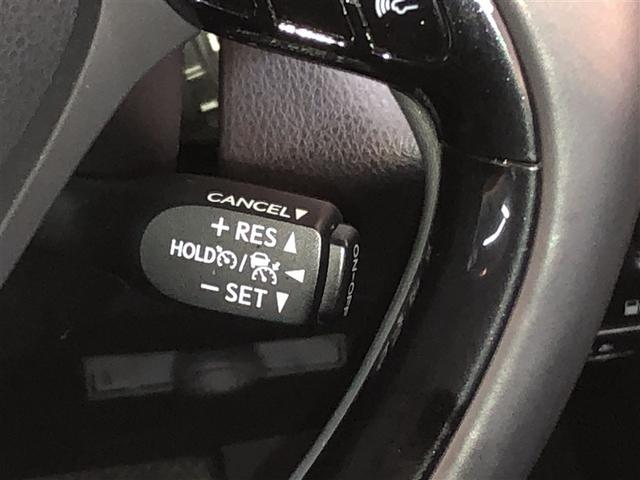 CANCEL▼
+ RES ▲
HOLD / ◄
− SET ▼
ON-OFF